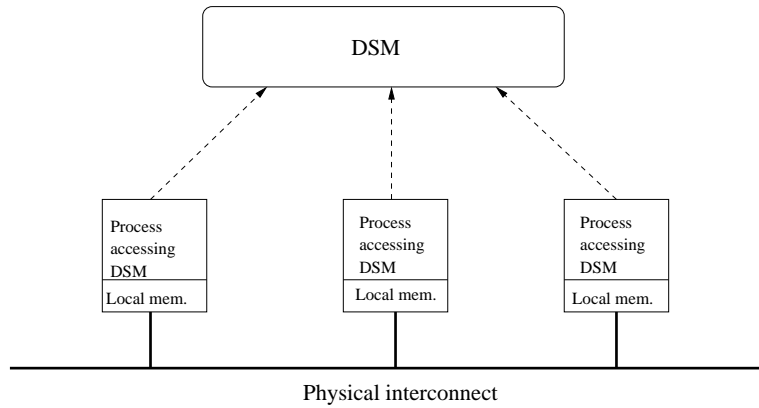 DSM
Process
accessing
DSM
Local mem.
Process
accessing
DSM
Local mem.
Process
accessing
DSM
Local mem.
Physical interconnect